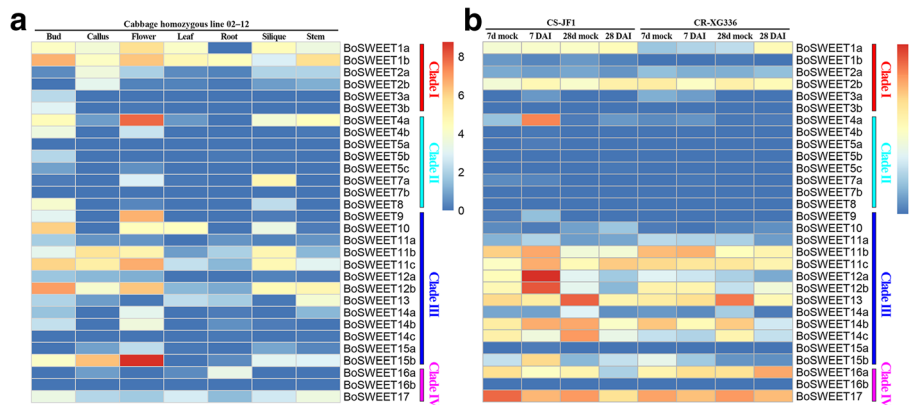 a
Cabbage homozygous line 02–12
Bud Callus Flower Leaf Root Silique Stem
BoSWEET1a
BoSWEET1b
BoSWEET2a
BoSWEET2b
BoSWEET3a
BoSWEET3b
BoSWEET4a
BoSWEET4b
BoSWEET5a
BoSWEET5b
BoSWEET5c
BoSWEET7a
BoSWEET7b
BoSWEET8
BoSWEET9
BoSWEET10
BoSWEET11a
BoSWEET11b
BoSWEET11c
BoSWEET12a
BoSWEET12b
BoSWEET13
BoSWEET14a
BoSWEET14b
BoSWEET14c
BoSWEET15a
BoSWEET15b
BoSWEET16a
BoSWEET16b
BoSWEET17
Clade I
Clade II
Clade III
Clade IV
8
6
4
2
0
b
CS-JF1 CR-XG336
7d mock 7 DAI 28d mock 28 DAI 7d mock 7 DAI 28d mock 28 DAI
BoSWEET1a
BoSWEET1b
BoSWEET2a
BoSWEET2b
BoSWEET3a
BoSWEET3b
BoSWEET4a
BoSWEET4b
BoSWEET5a
BoSWEET5b
BoSWEET5c
BoSWEET7a
BoSWEET7b
BoSWEET8
BoSWEET9
BoSWEET10
BoSWEET11a
BoSWEET11b
BoSWEET11c
BoSWEET12a
BoSWEET12b
BoSWEET13
BoSWEET14a
BoSWEET14b
BoSWEET14c
BoSWEET15a
BoSWEET15b
BoSWEET16a
BoSWEET16b
BoSWEET17
Clade I
Clade II
Clade III
Clade IV